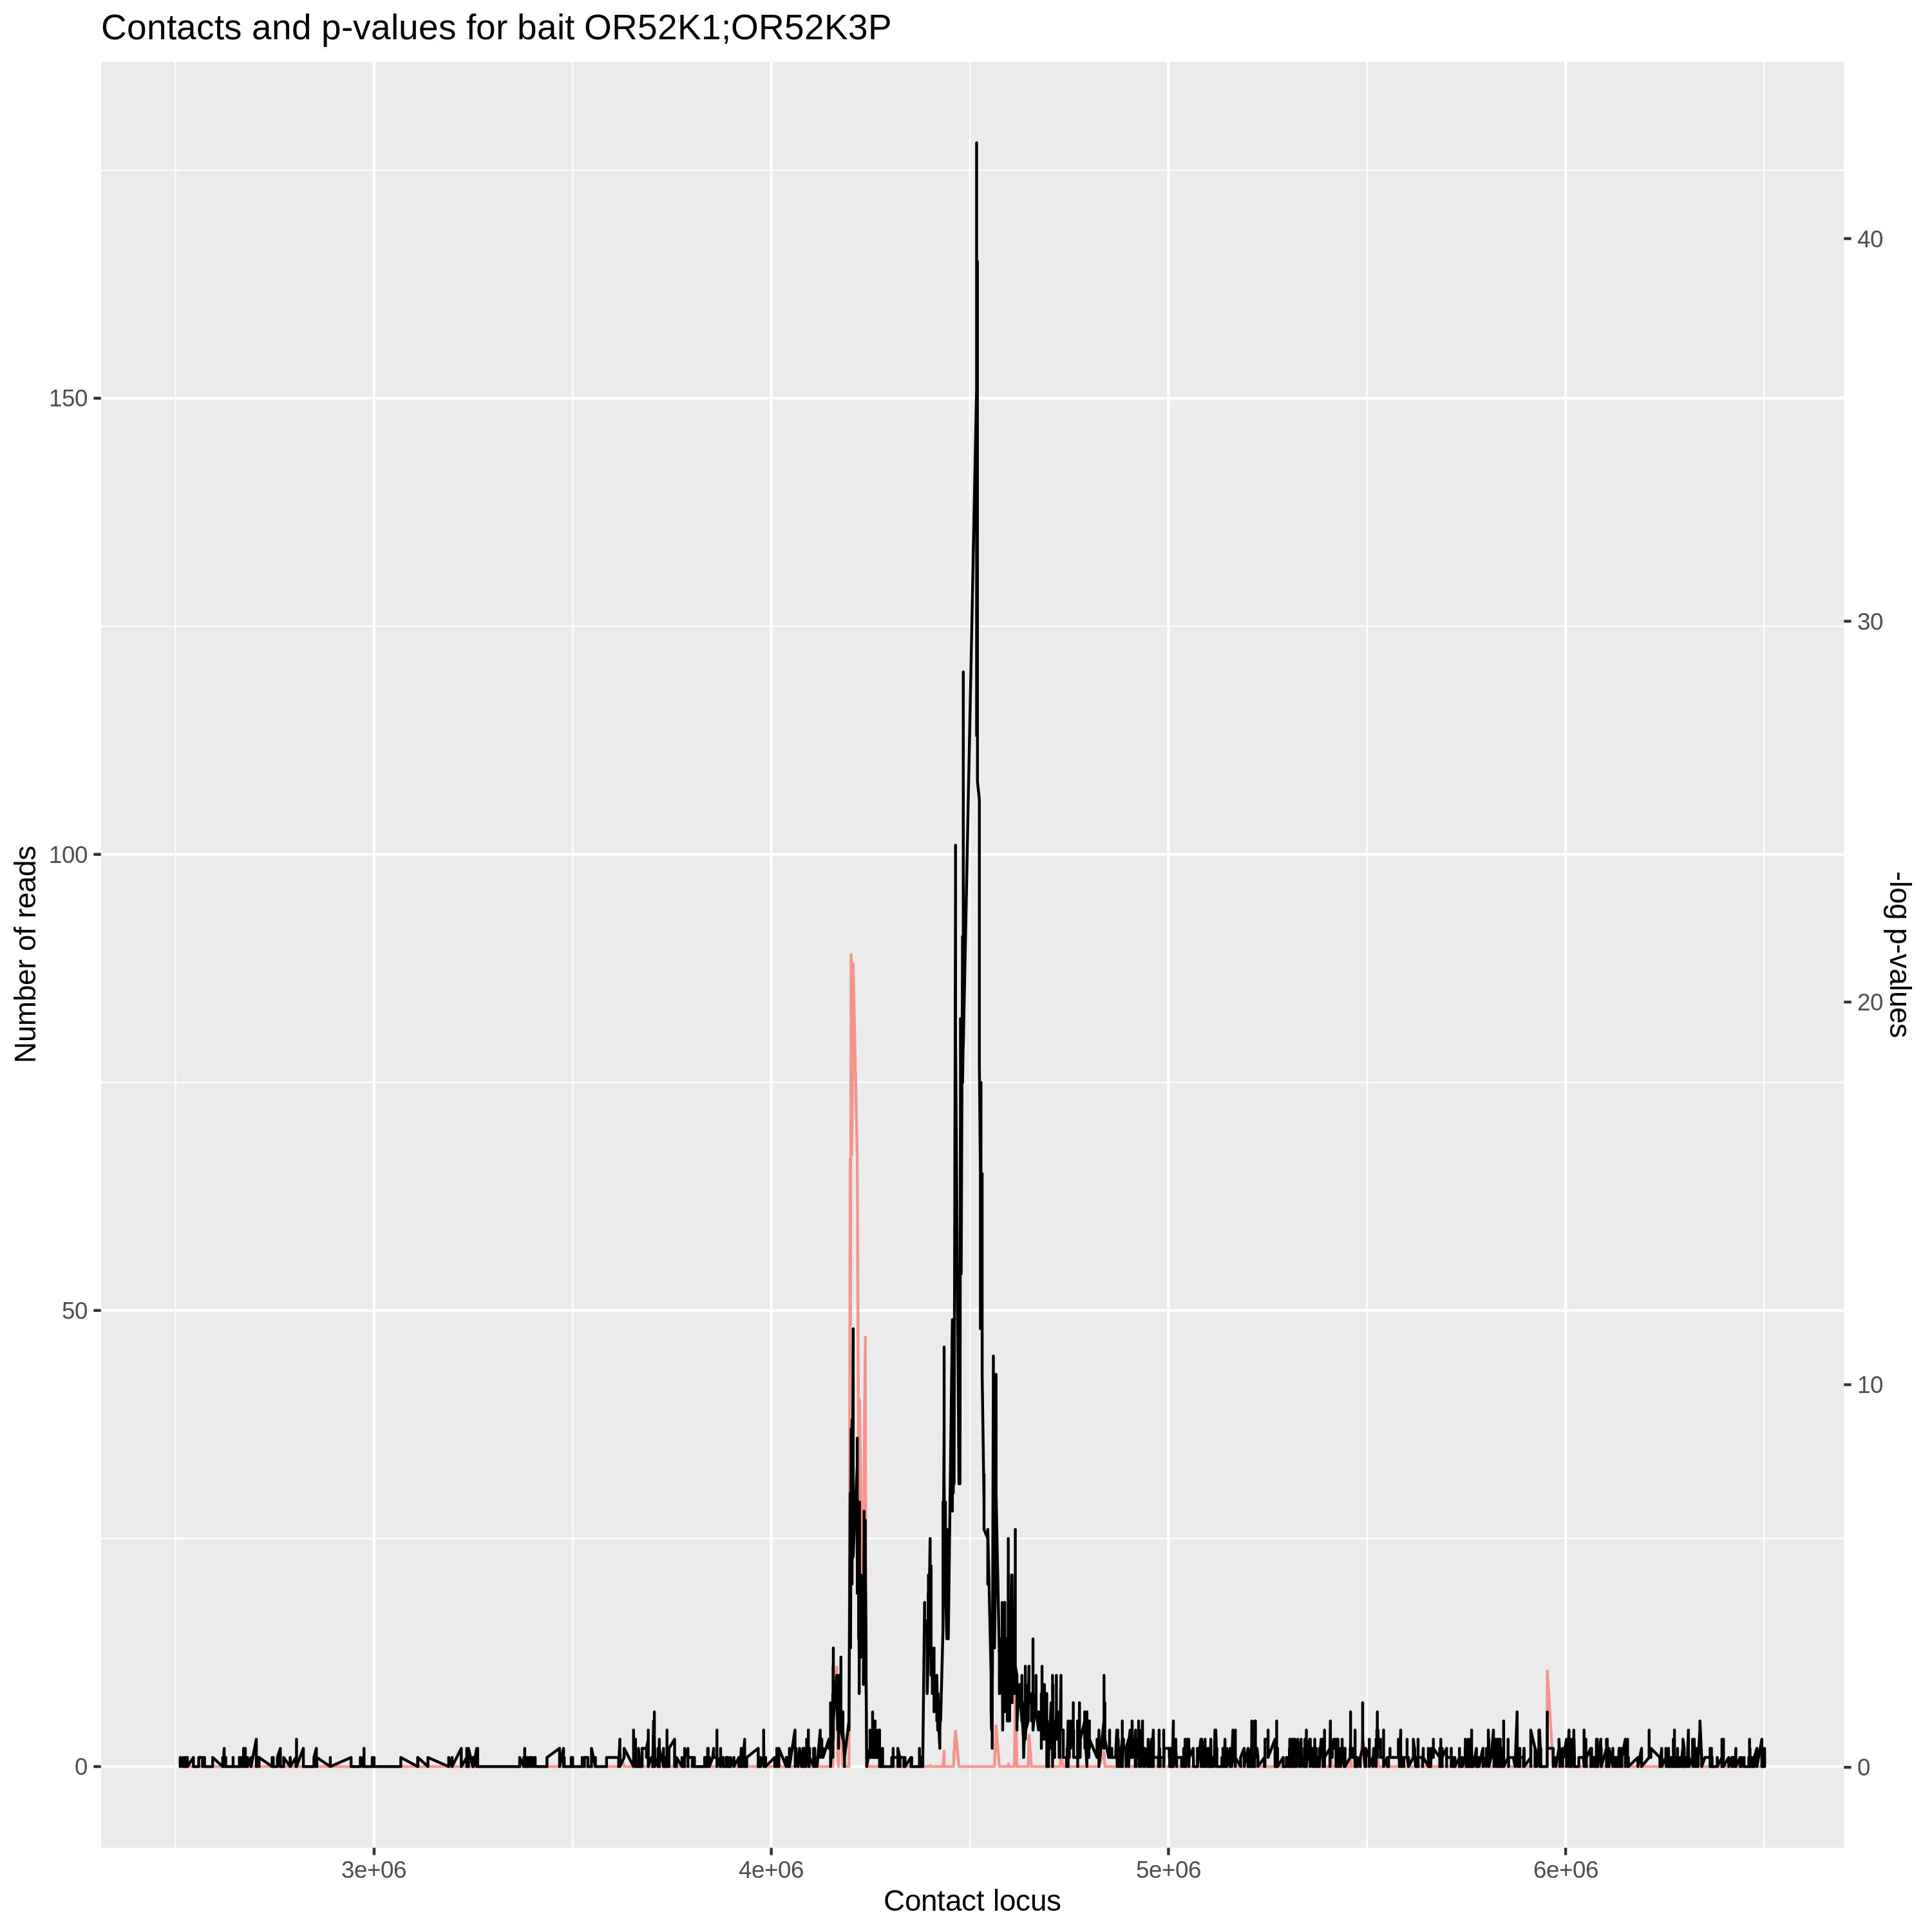 Contacts and p-values for bait OR52K1;OR52K3P
Number of reads
150
100
50
0
40
30
20
10
0
-log p-values
3e+06
4e+06
5e+06
6e+06
Contact locus